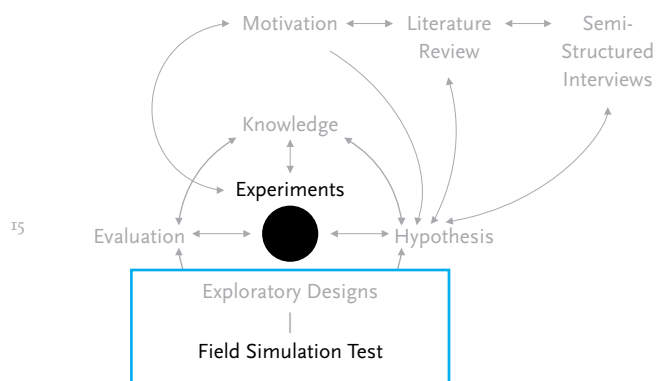 Motivation
Literature
Review
Semi-
Structured
Interviews
Knowledge
Experiments
15
Evaluation
Hypothesis
Exploratory Designs
Field Simulation Test